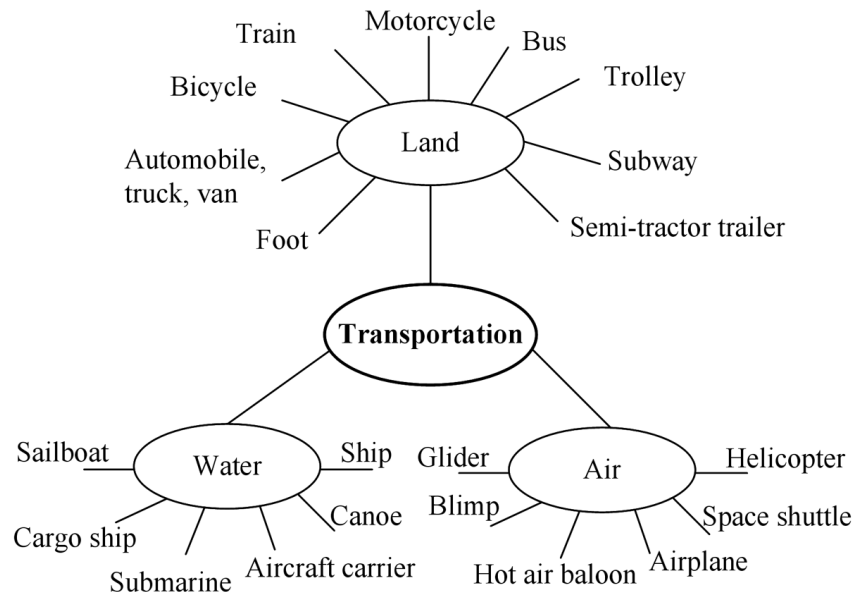 Motorcycle
Train
Bus
Bicycle
Trolley
Land
Automobile,
truck, van
Subway
Foot
Semi-tractor trailer
Transportation
Sailboat
Water
Ship
Cargo ship
Canoe
Submarine
Aircraft carrier
Glider
Air
Helicopter
Blimp
Space shuttle
Hot air baloon
Airplane